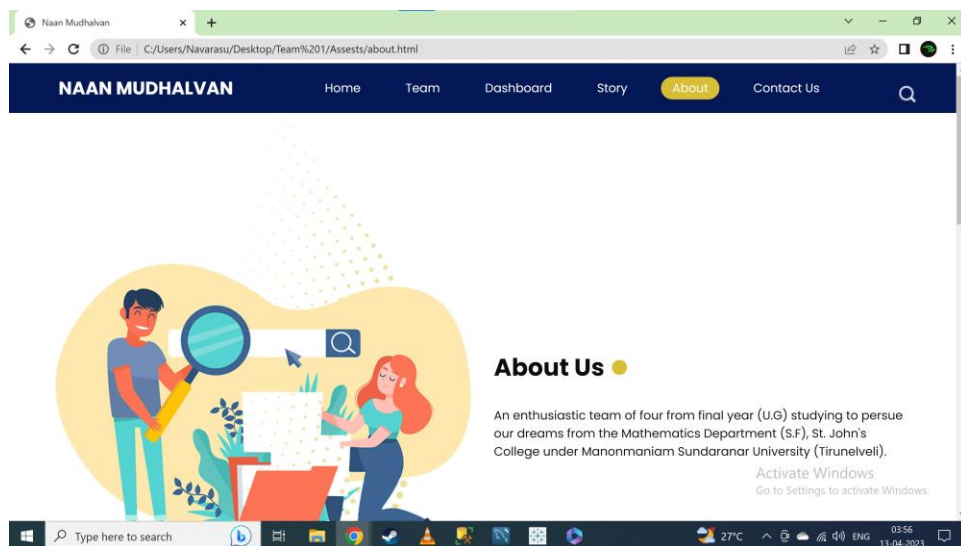 Naan Mudhalvan
File C:/Users/Navarasu/Desktop/Team%201/Assests/about.html
NAAN MUDHALVAN Home Team Dashboard Story About Contact Us
About Us
An enthusiastic team of four from final year (U.G) studying to persue
our dreams from the Mathematics Department (S.F), St. John's
College under Manonmaniam Sundaranar University (Tirunelveli).
Activate Windows
Go to Settings to activate Windows.
Type here to search 27°C ENG 03:56
13-04-2023